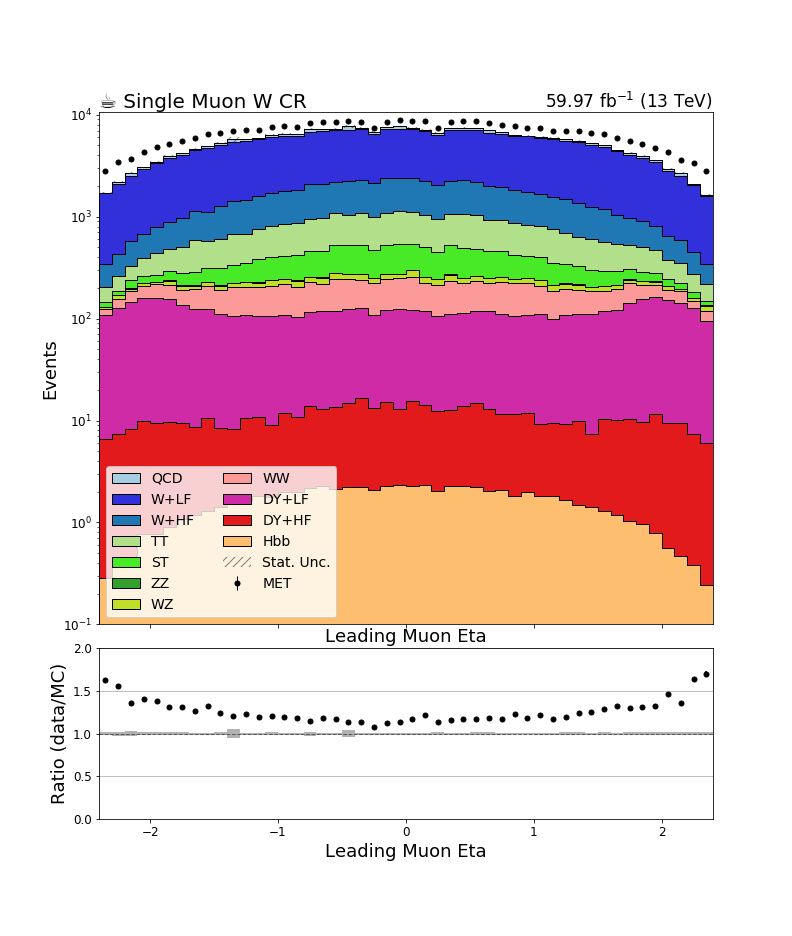 ☕ Single Muon W CR 59.97 fb⁻¹ (13 TeV)
10⁴
10³
10²
10¹
10⁰
10⁻¹
Events
QCD WW
W+LF DY+LF
W+HF DY+HF
TT Hbb
ST Stat. Unc.
ZZ MET
WZ
Leading Muon Eta
2.0
1.5
1.0
0.5
0.0
Ratio (data/MC)
−2 −1 0 1 2
Leading Muon Eta